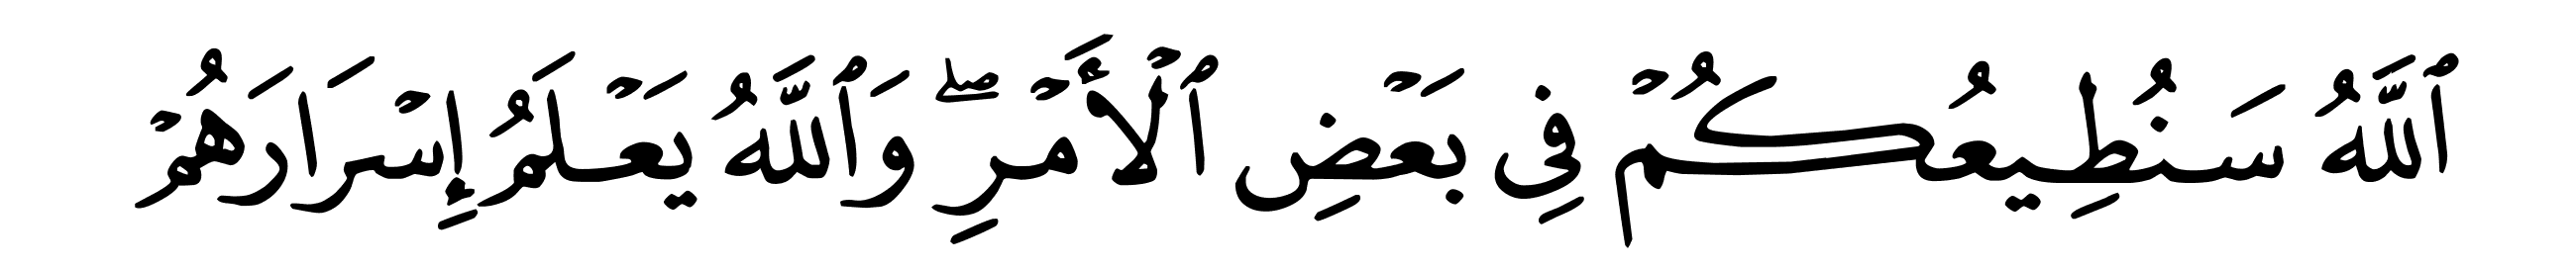 ٱللَّهُ سَنُطِيعُكُمْ فِي بَعْضِ ٱلْأَمْرِۖ وَٱللَّهُ يَعْلَمُ إِسْرَارَهُمْ